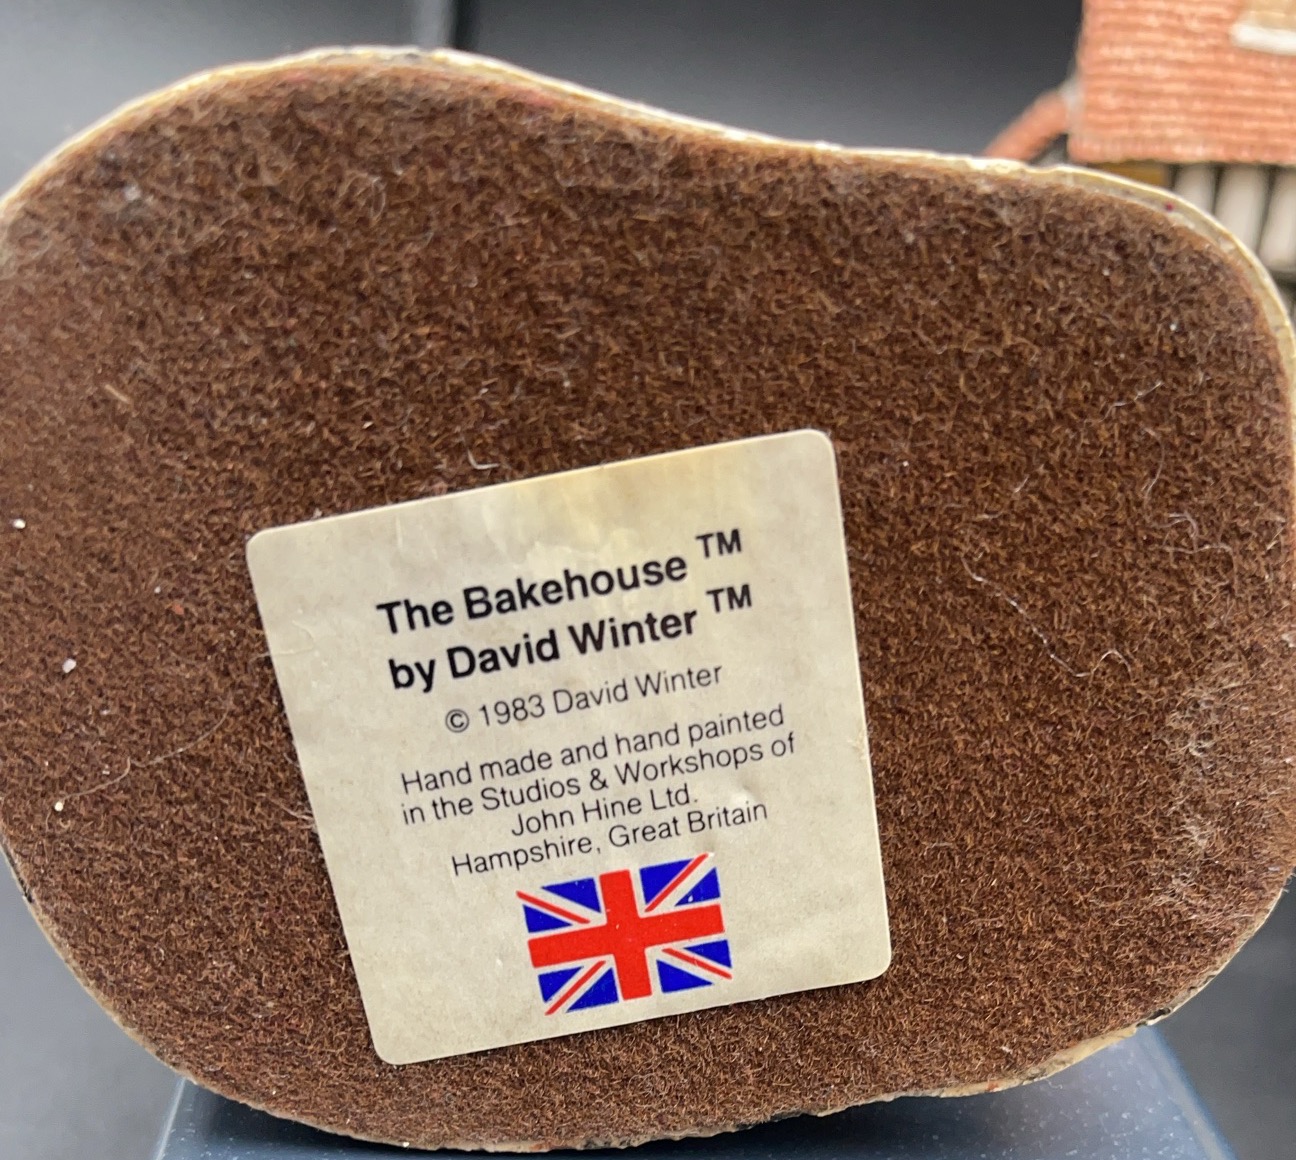 The Bakehouse ™
by David Winter ™
© 1983 David Winter
Hand made and hand painted
in the Studios & Workshops of
John Hine Ltd.
Hampshire, Great Britain